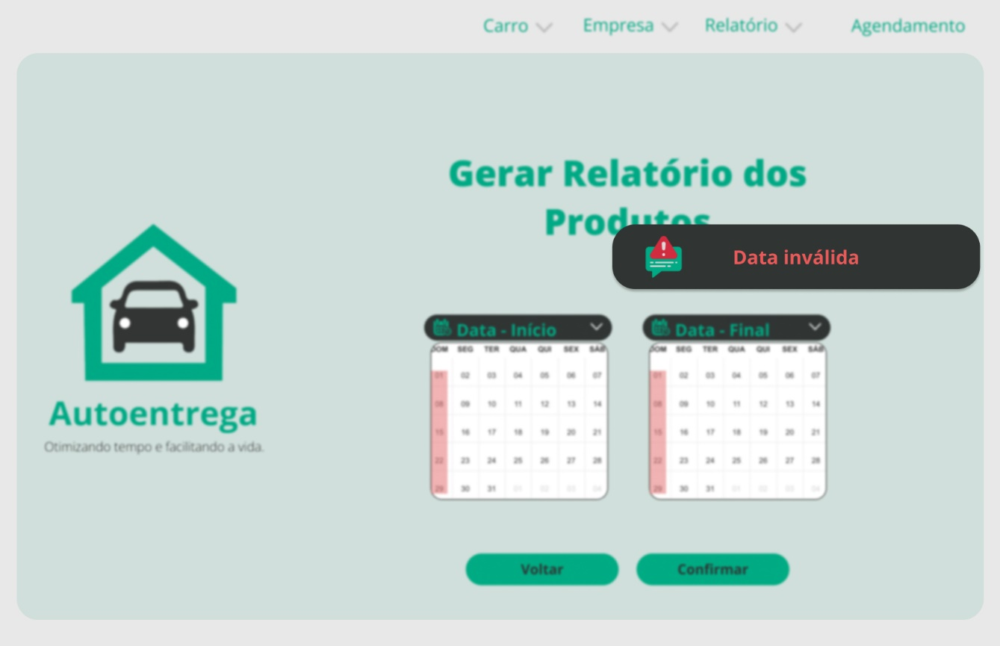 Carro Empresa Relatório Agendamento
Gerar Relatório dos
Produtos
Data inválida
Autoentrega
Otimizando tempo e facilitando a vida.
Data - Início
DOM SEG TER QUA QUI SEX SÁB
01 02 03 04 05 06 07
08 09 10 11 12 13 14
15 16 17 18 19 20 21
22 23 24 25 26 27 28
29 30 31 01 02 03 04
Data - Final
DOM SEG TER QUA QUI SEX SÁB
01 02 03 04 05 06 07
08 09 10 11 12 13 14
15 16 17 18 19 20 21
22 23 24 25 26 27 28
29 30 31 01 02 03 04
Voltar Confirmar